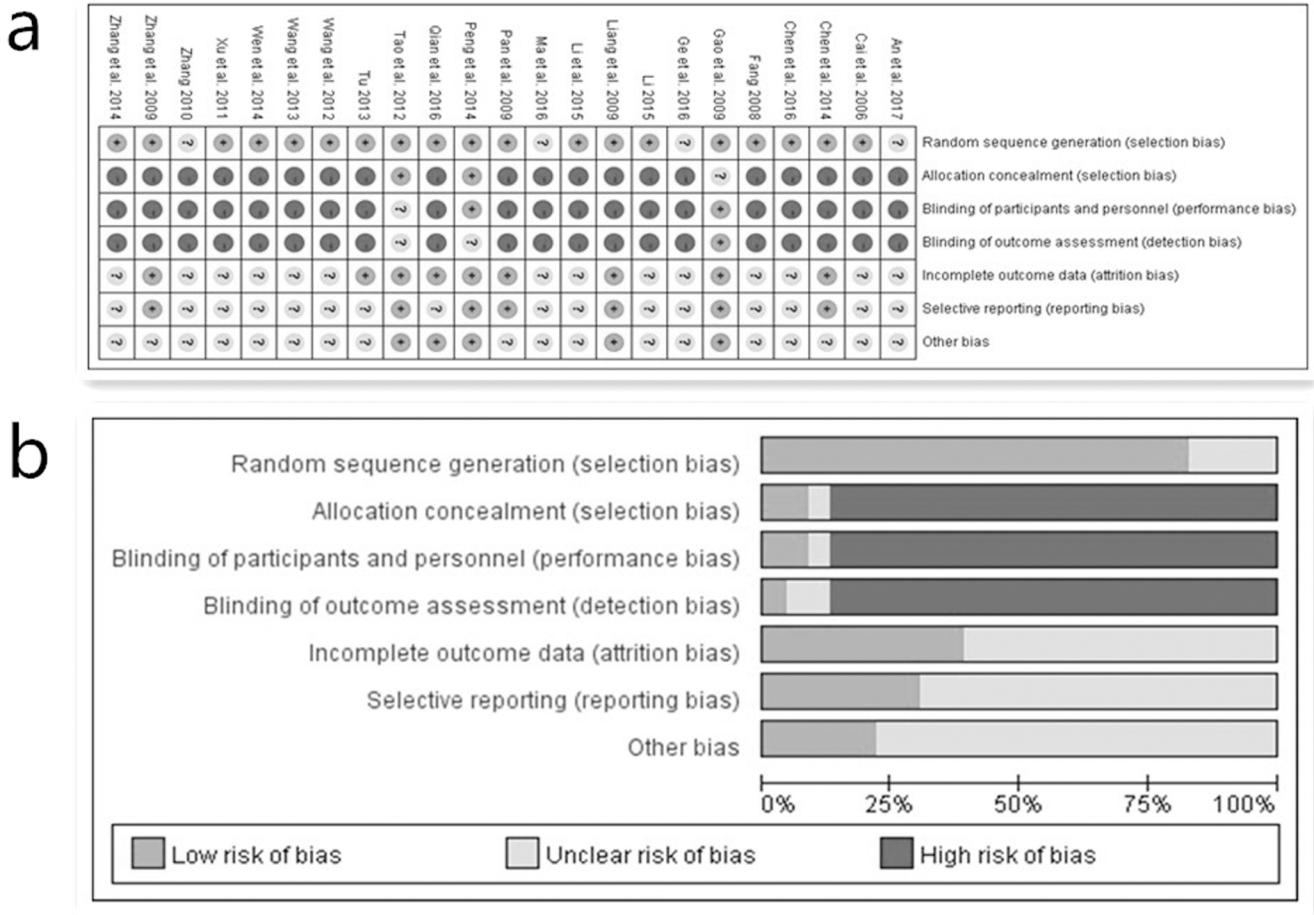 a
Zhang et al. 2014
Zhang et al. 2009
Zhang 2010
Xu et al. 2011
Wen et al. 2014
Wang et al. 2013
Wang et al. 2012
Tu 2013
Tao et al. 2012
Qian et al. 2016
Peng et al. 2014
Pan et al. 2009
Ma et al. 2016
Li et al. 2015
Liang et al. 2009
Li 2015
Ge et al. 2016
Gao et al. 2009
Fang 2008
Chen et al. 2016
Chen et al. 2014
Cai et al. 2006
An et al. 2017
+ + ? + + + + + + + + + ? + + + ? + + + + + ? Random sequence generation (selection bias)
- - - - - - - - + - + - - - - - - ? - - - - - Allocation concealment (selection bias)
- - - - - - - - ? - + - - - - - - + - - - - - Blinding of participants and personnel (performance bias)
- - - - - - - - ? - ? - - - - - - + - - - - - Blinding of outcome assessment (detection bias)
? + ? ? ? ? ? + + + + + ? ? + ? ? + ? ? + ? ? Incomplete outcome data (attrition bias)
? + ? ? ? ? ? ? + ? + + ? ? + ? ? + ? ? + ? ? Selective reporting (reporting bias)
? ? ? ? ? ? ? ? + + + ? ? ? + ? ? + ? ? ? ? ? Other bias
b
Random sequence generation (selection bias)
Allocation concealment (selection bias)
Blinding of participants and personnel (performance bias)
Blinding of outcome assessment (detection bias)
Incomplete outcome data (attrition bias)
Selective reporting (reporting bias)
Other bias
0% 25% 50% 75% 100%
Low risk of bias Unclear risk of bias High risk of bias